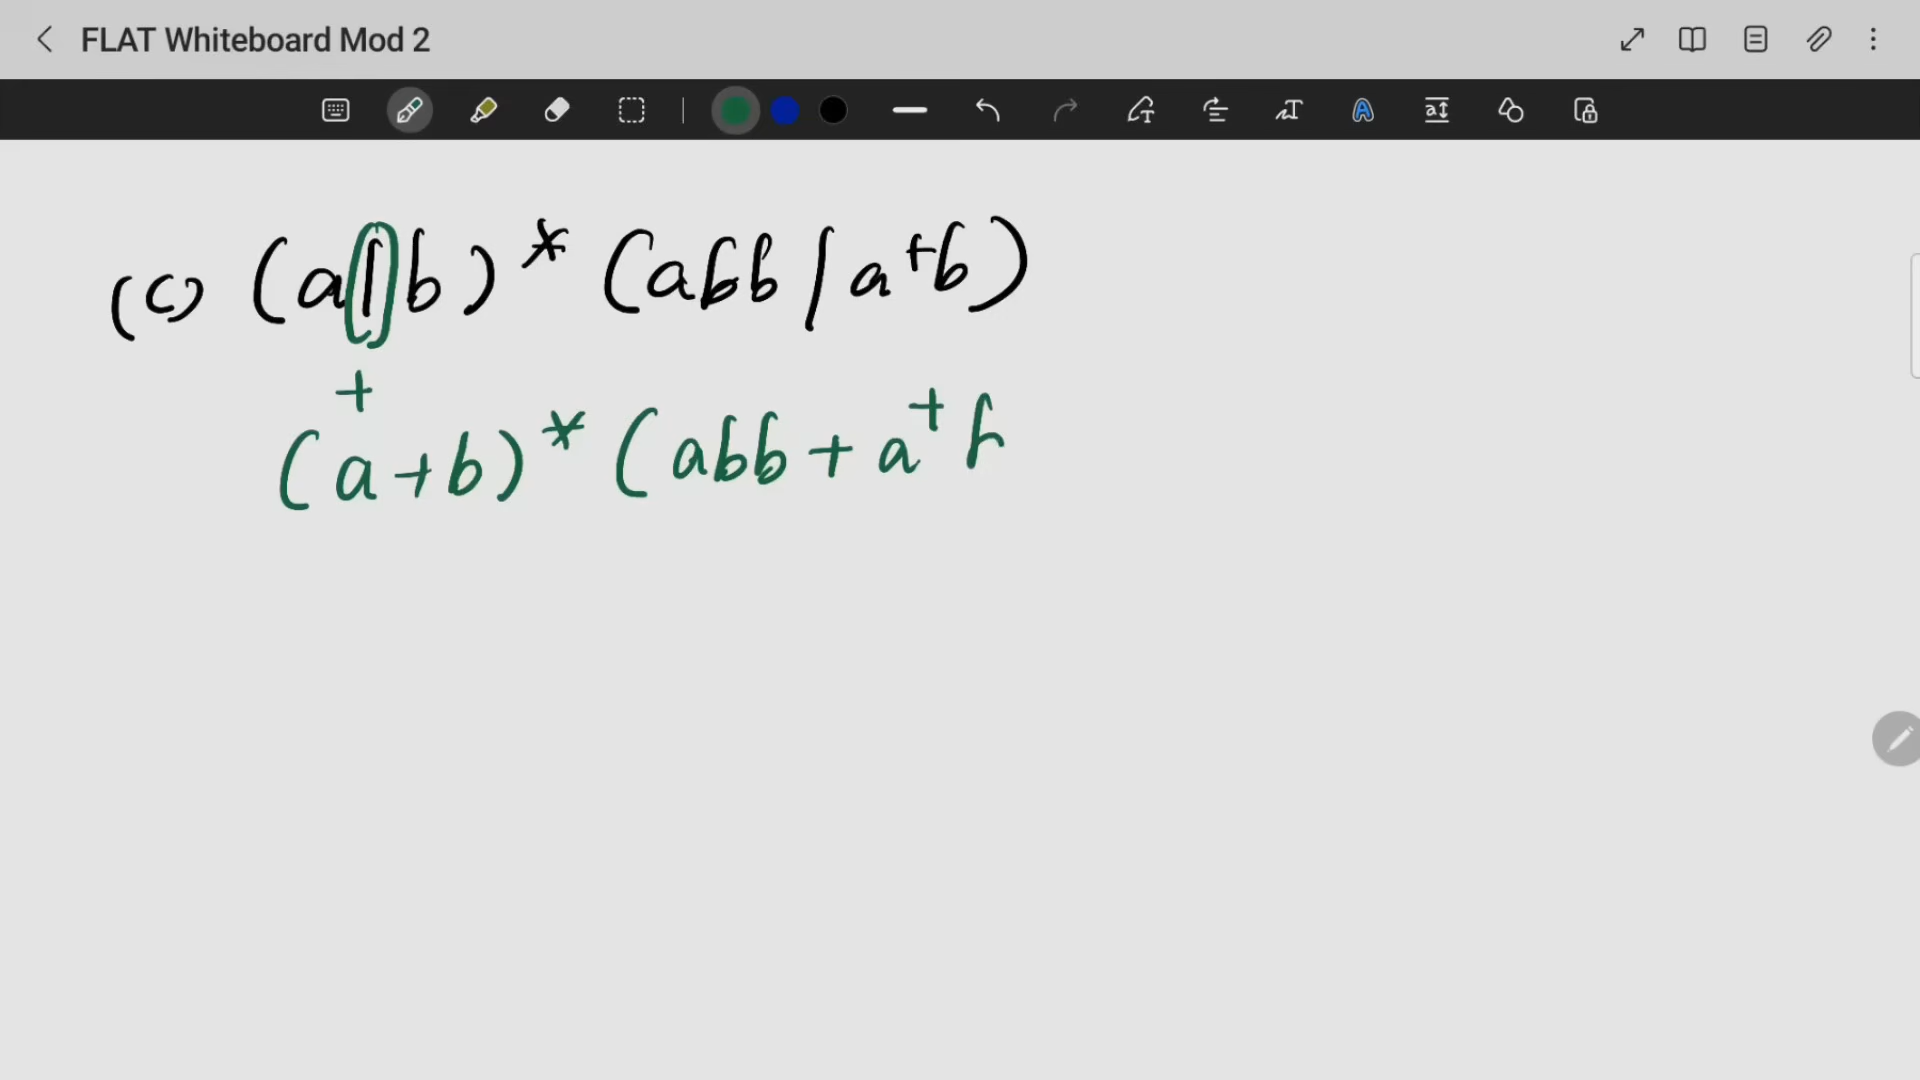 FLAT Whiteboard Mod 2
(c) (a|b)* (abb/a⁺b)
+
(a+b)* (abb+a⁺